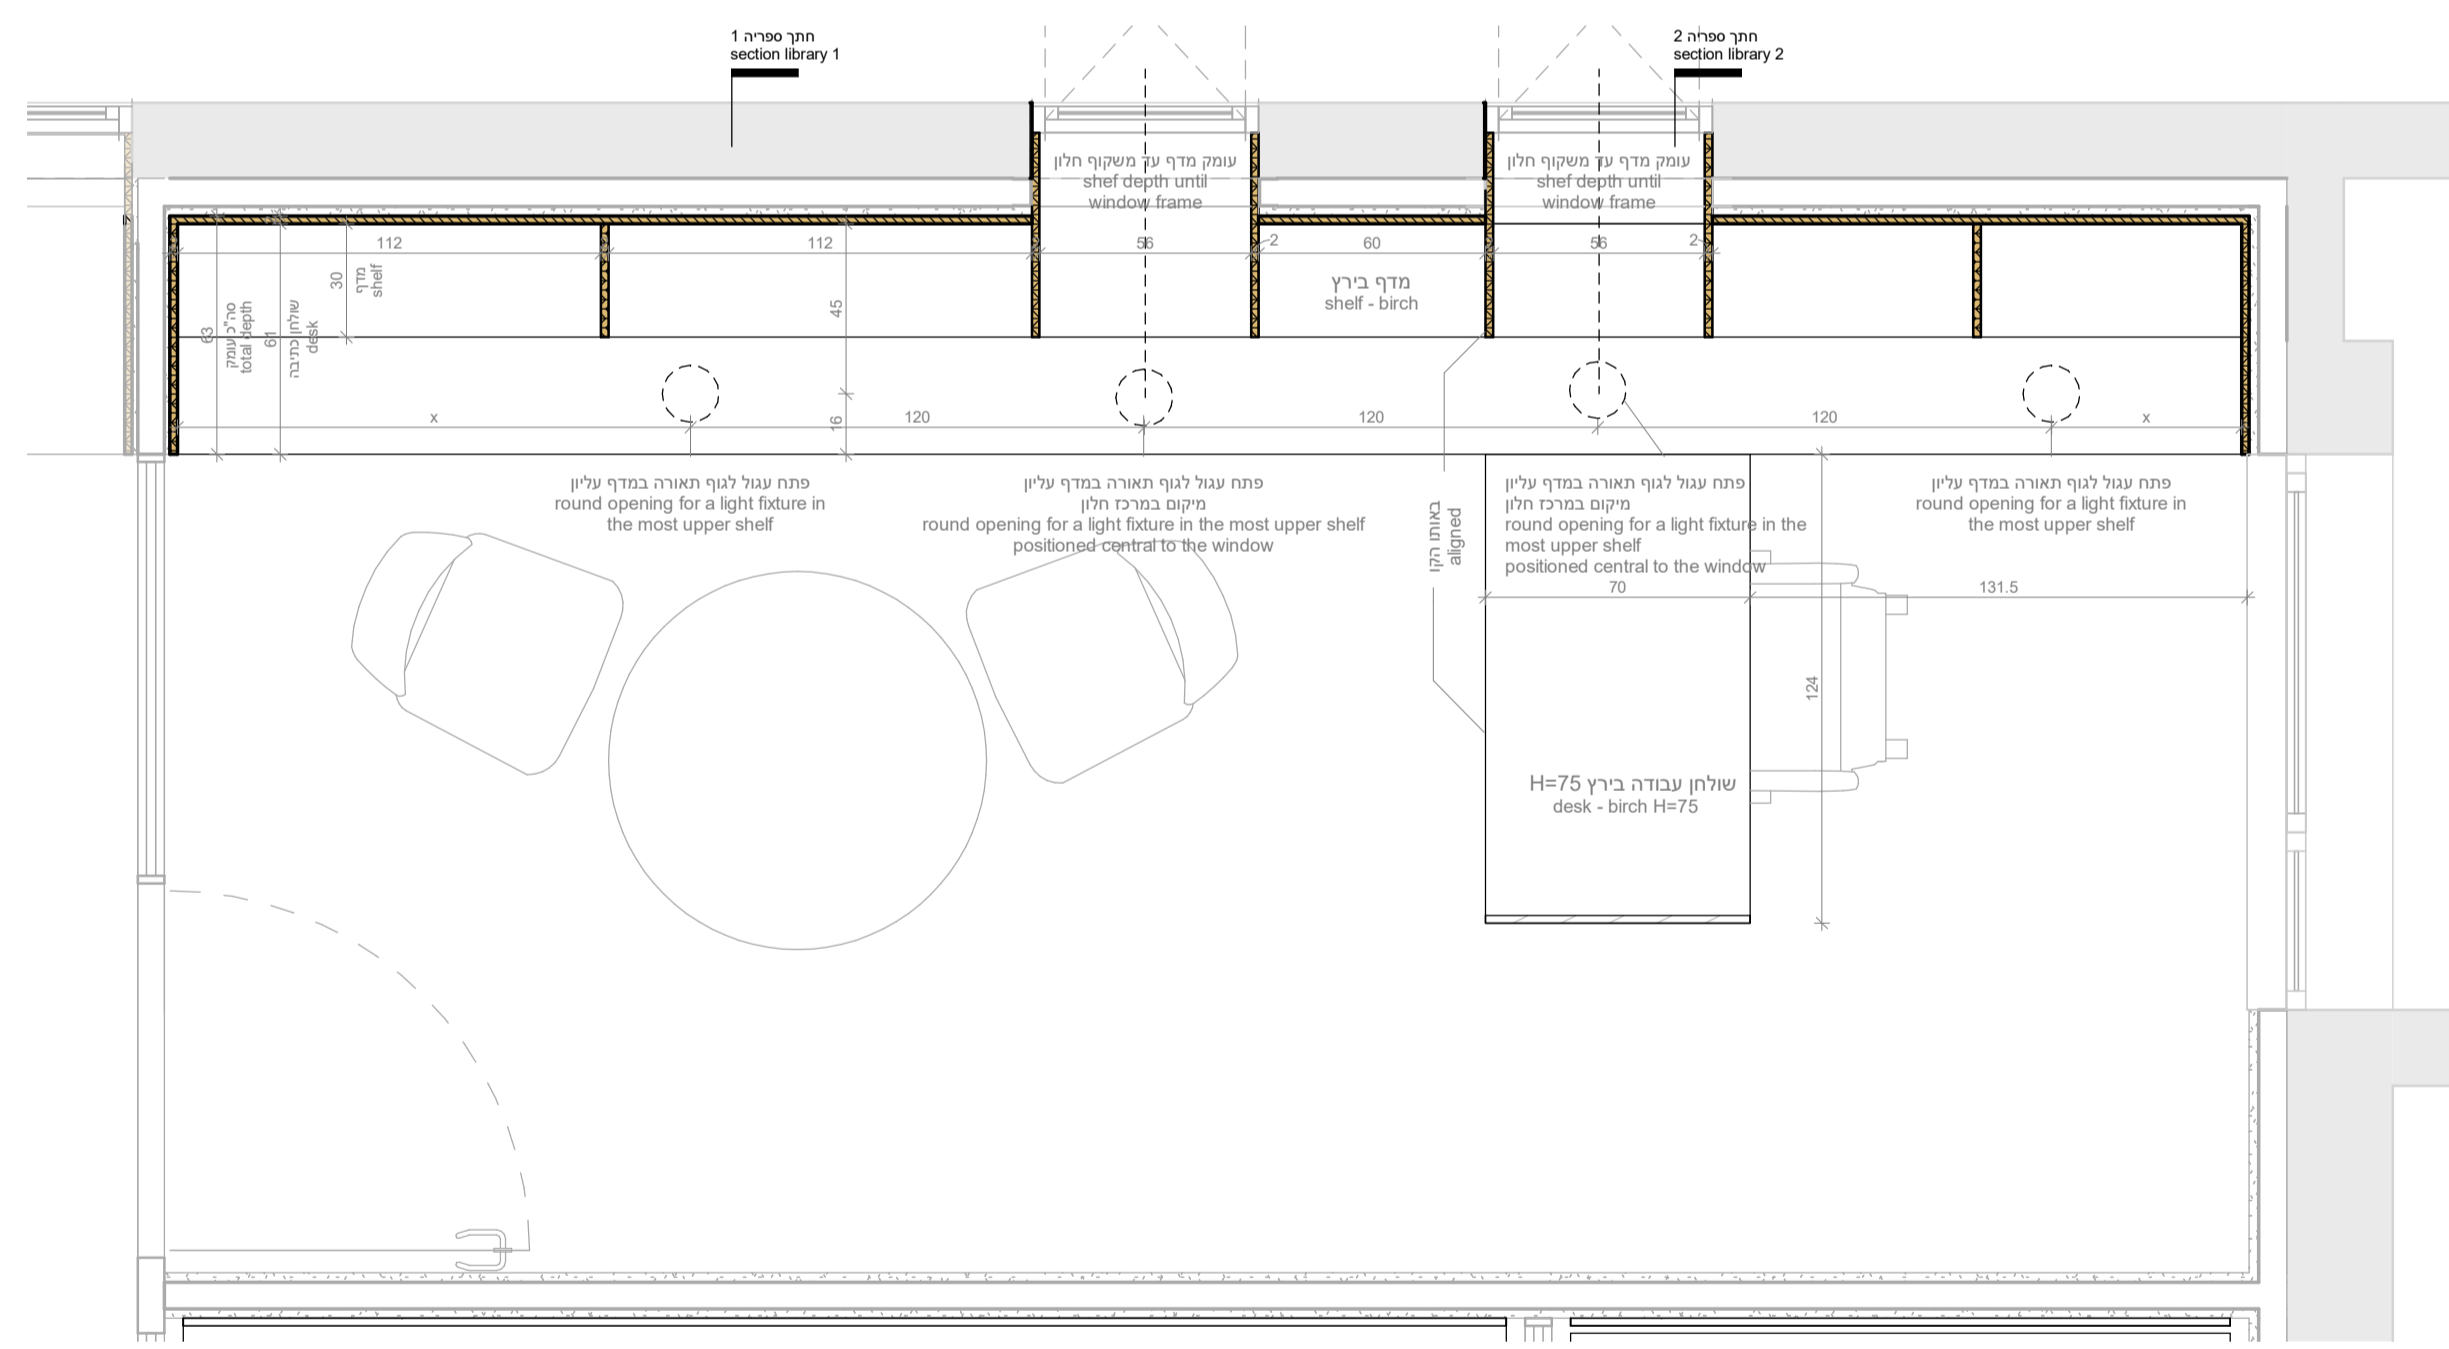 חתך ספריה 1
section library 1
חתך ספריה 2
section library 2
עומק מדף עד משקוף חלון
shef depth until
window frame
עומק מדף עד משקוף חלון
shef depth until
window frame
112
112
56
2
60
56
2
30
מדף
shelf
45
63
סה"כ עומק
total depth
61
שולחן כתיבה
desk
מדף בירץ
shelf - birch
x
16
120
120
120
x
פתח עגול לגוף תאורה במדף עליון
round opening for a light fixture in
the most upper shelf
פתח עגול לגוף תאורה במדף עליון
מיקום במרכז חלון
round opening for a light fixture in the most upper shelf
positioned central to the window
באותו הקו
aligned
פתח עגול לגוף תאורה במדף עליון
מיקום במרכז חלון
round opening for a light fixture in the
most upper shelf
positioned central to the window
פתח עגול לגוף תאורה במדף עליון
round opening for a light fixture in
the most upper shelf
70
131.5
124
שולחן עבודה בירץ H=75
desk - birch H=75